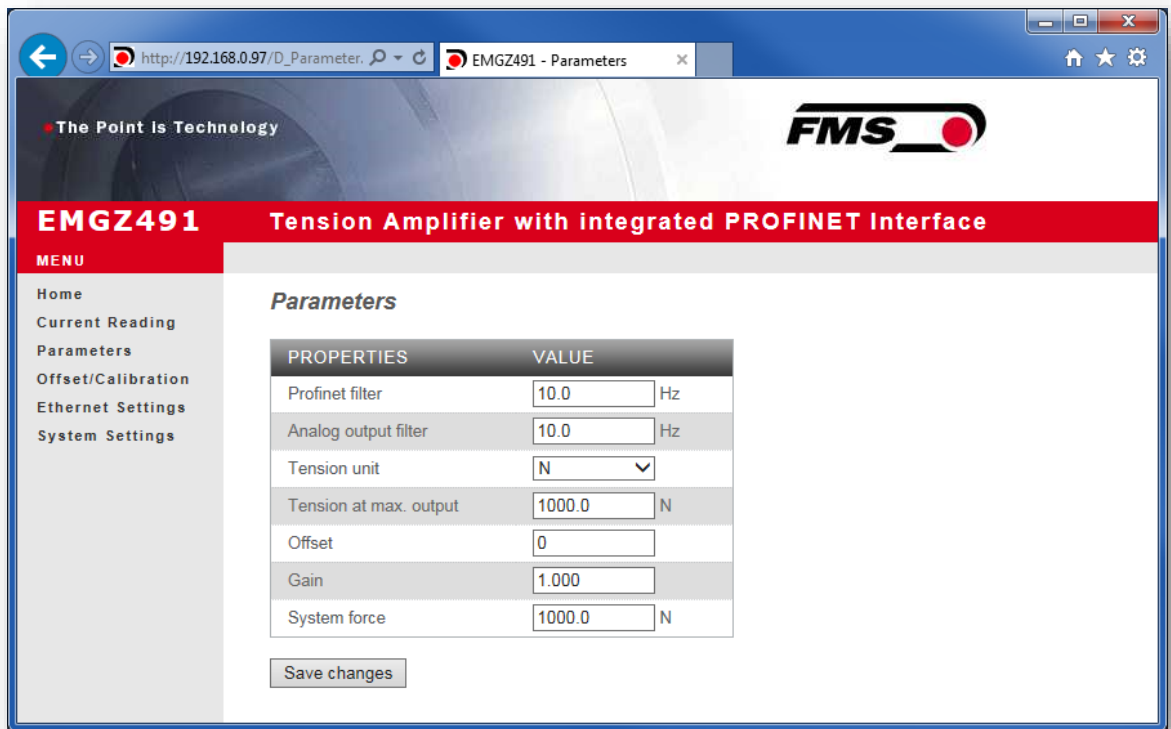 X
http://192.168.0.97/D_Parameter.
EMGZ491 - Parameters
The Point is Technology
FMS
EMGZ491 Tension Amplifier with integrated PROFINET Interface
MENU
Home
Current Reading
Parameters
Offset/Calibration
Ethernet Settings
System Settings
Parameters
PROPERTIES VALUE
Profinet filter 10.0 Hz
Analog output filter 10.0 Hz
Tension unit N
Tension at max. output 1000.0 N
Offset 0
Gain 1.000
System force 1000.0 N
Save changes